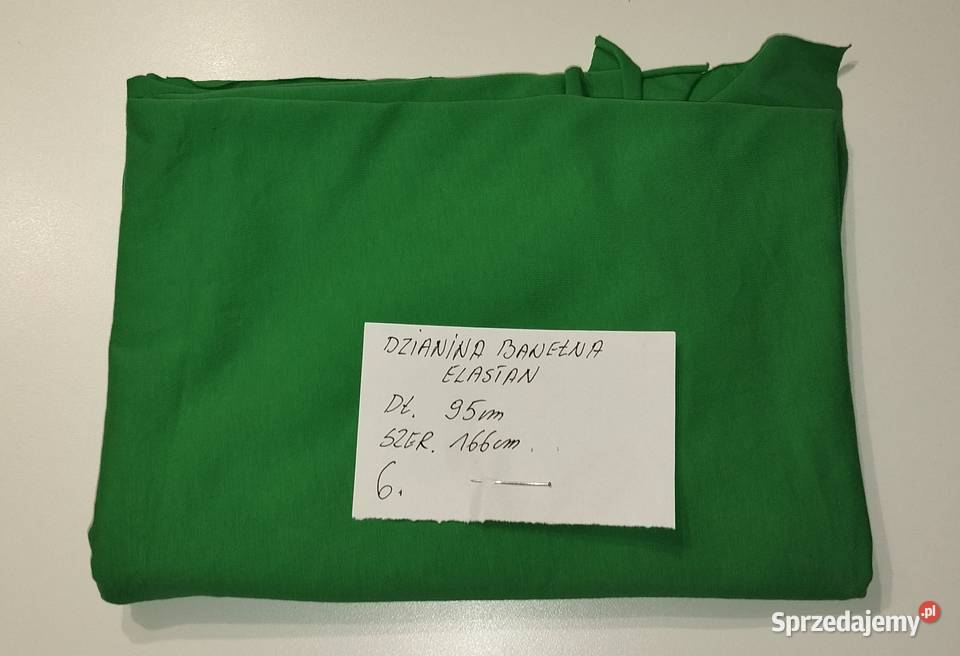 DZIANINA BAWEŁNA
ELASTAN
DŁ. 95cm
SZER. 166cm.
6.
Sprzedajemy.pl